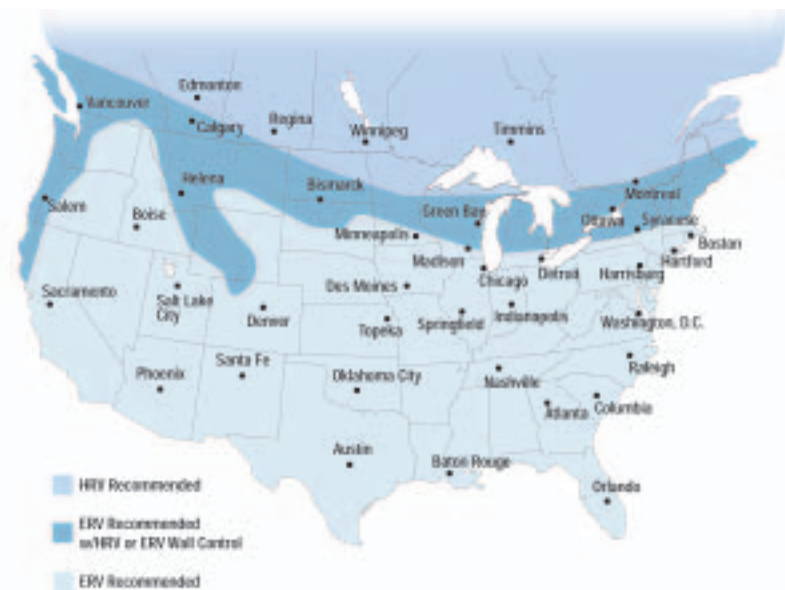 Edmonton
Vancouver
Calgary
Regina
Winnipeg
Timmins
Helena
Bismarck
Montreal
Green Bay
Ottawa
Salem
Boise
Syracuse
Minneapolis
Boston
Madison
Hartford
Chicago
Detroit
Harrisburg
Sacramento
Salt Lake
City
Des Moines
Denver
Topeka
Springfield
Indianapolis
Washington, D.C.
Santa Fe
Phoenix
Oklahoma City
Nashville
Raleigh
Atlanta
Columbia
Austin
Baton Rouge
Orlando
HRV Recommended
ERV Recommended
w/HRV or ERV Wall Control
ERV Recommended